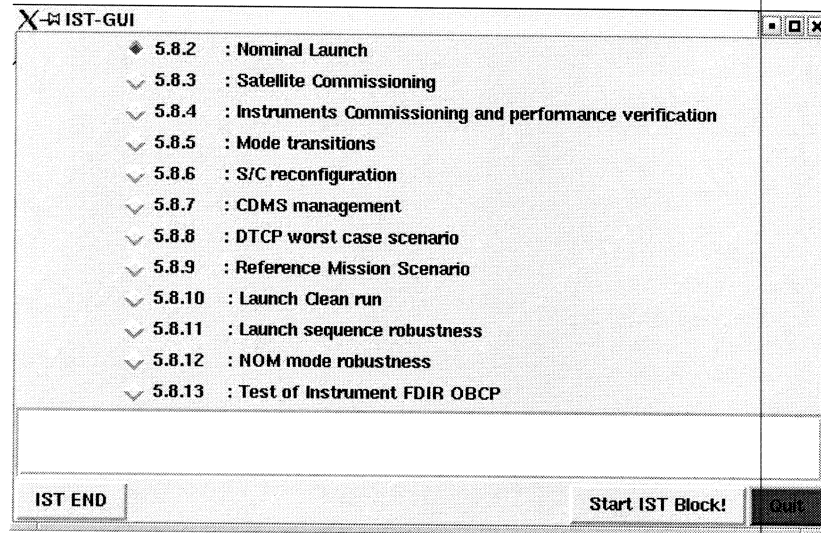 IST-GUI
5.8.2 : Nominal Launch
5.8.3 : Satellite Commissioning
5.8.4 : Instruments Commissioning and performance verification
5.8.5 : Mode transitions
5.8.6 : S/C reconfiguration
5.8.7 : CDMS management
5.8.8 : DTCP worst case scenario
5.8.9 : Reference Mission Scenario
5.8.10 : Launch Clean run
5.8.11 : Launch sequence robustness
5.8.12 : NOM mode robustness
5.8.13 : Test of Instrument FDIR OBCP
IST END Start IST Block! Quit